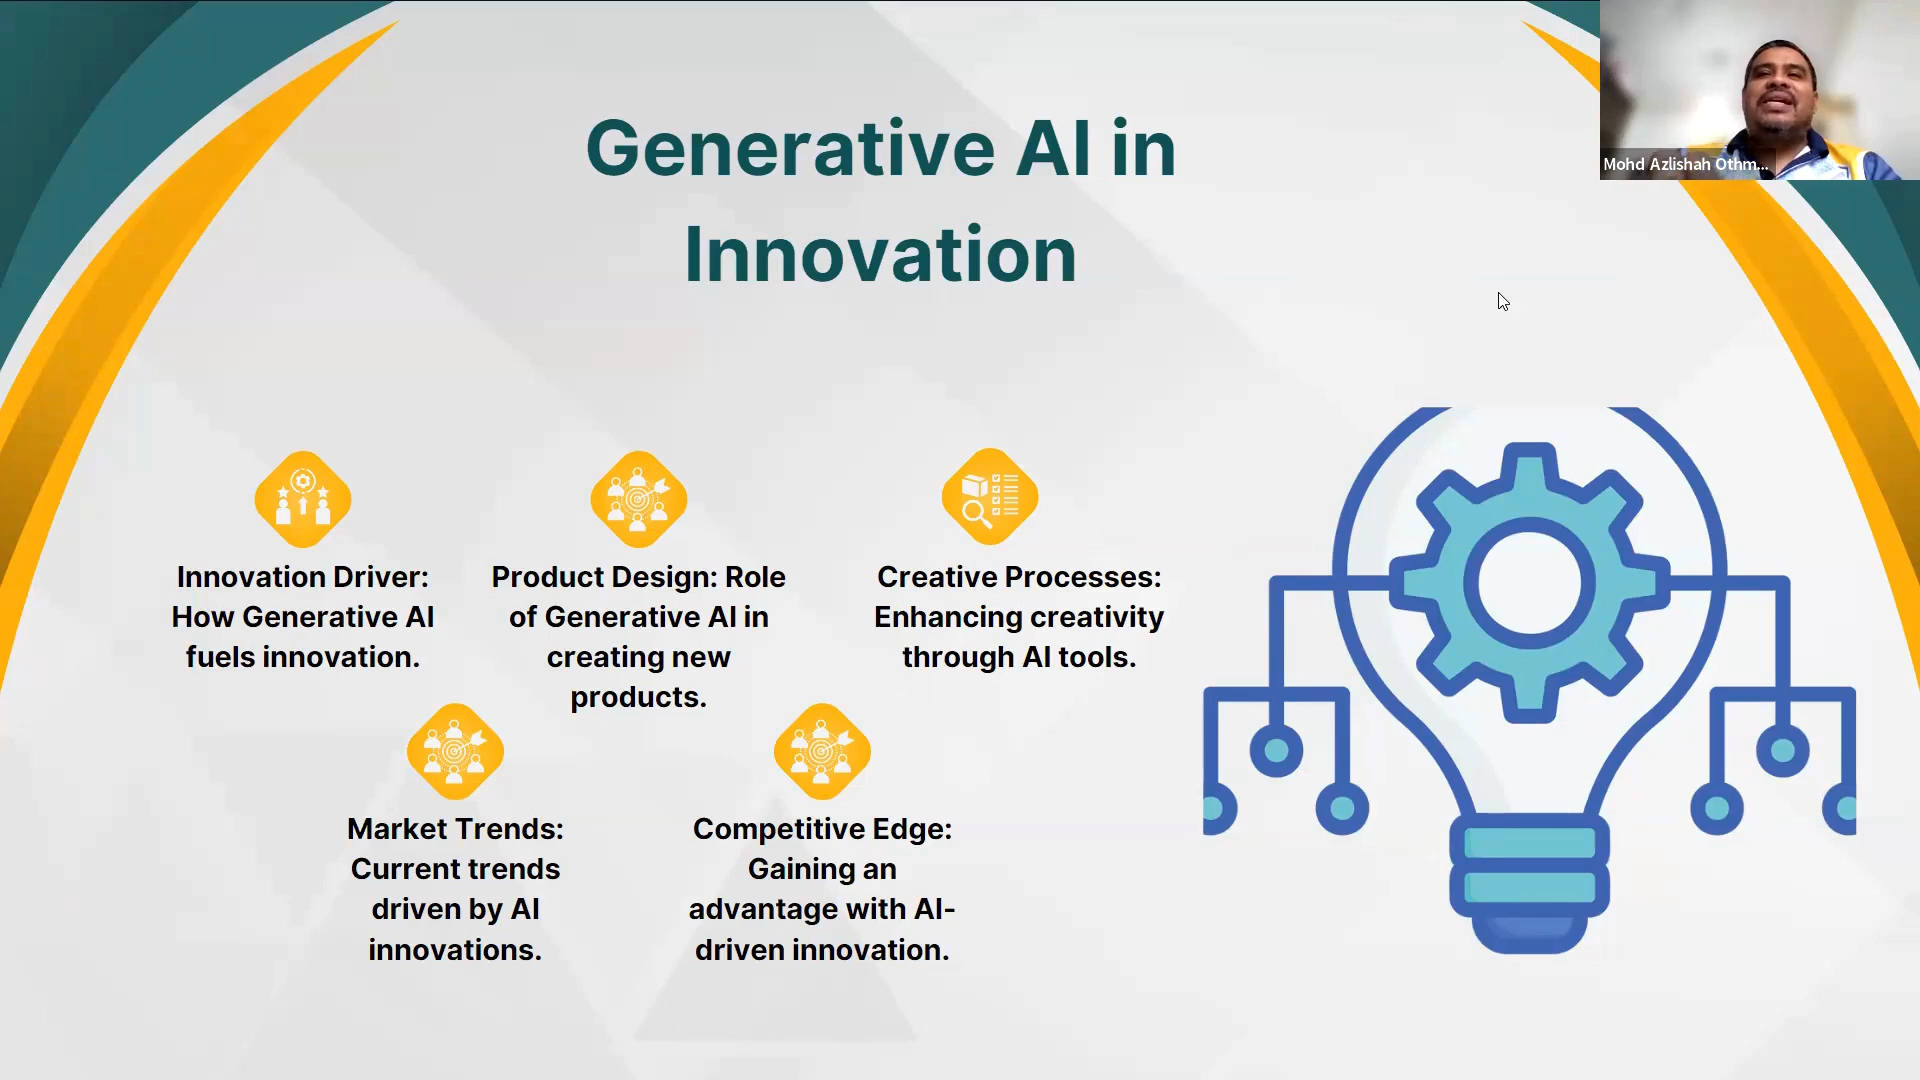 Generative AI in
Innovation
Mohd Azlishah Othm...
Innovation Driver:
How Generative AI
fuels innovation.
Product Design: Role
of Generative AI in
creating new
products.
Creative Processes:
Enhancing creativity
through AI tools.
Market Trends:
Current trends
driven by AI
innovations.
Competitive Edge:
Gaining an
advantage with AI-
driven innovation.